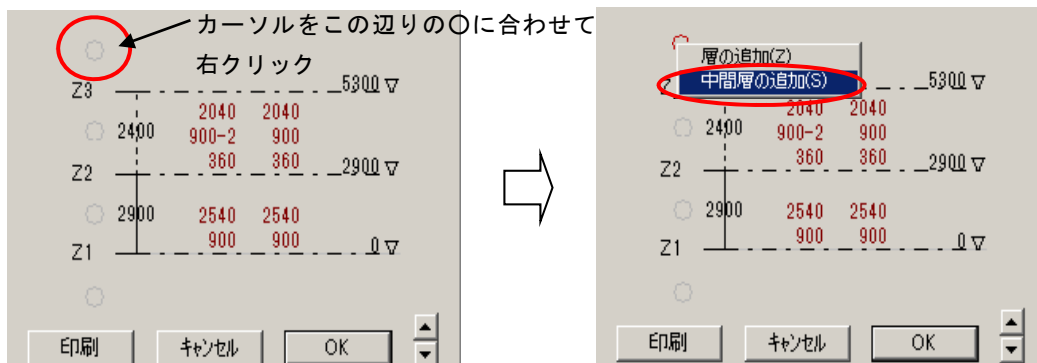 カーソルをこの辺りの〇に合わせて
右クリック
Z3 5300 ▽
2040 2040
2400 900-2 900
360 360
Z2 2900 ▽
2900 2540 2540
900 900
Z1 0 ▽
印刷 キャンセル OK
層の追加(Z)
中間層の追加(S)
Z 5300 ▽
2040 2040
2400 900-2 900
360 360
Z2 2900 ▽
2900 2540 2540
900 900
Z1 0 ▽
印刷 キャンセル OK